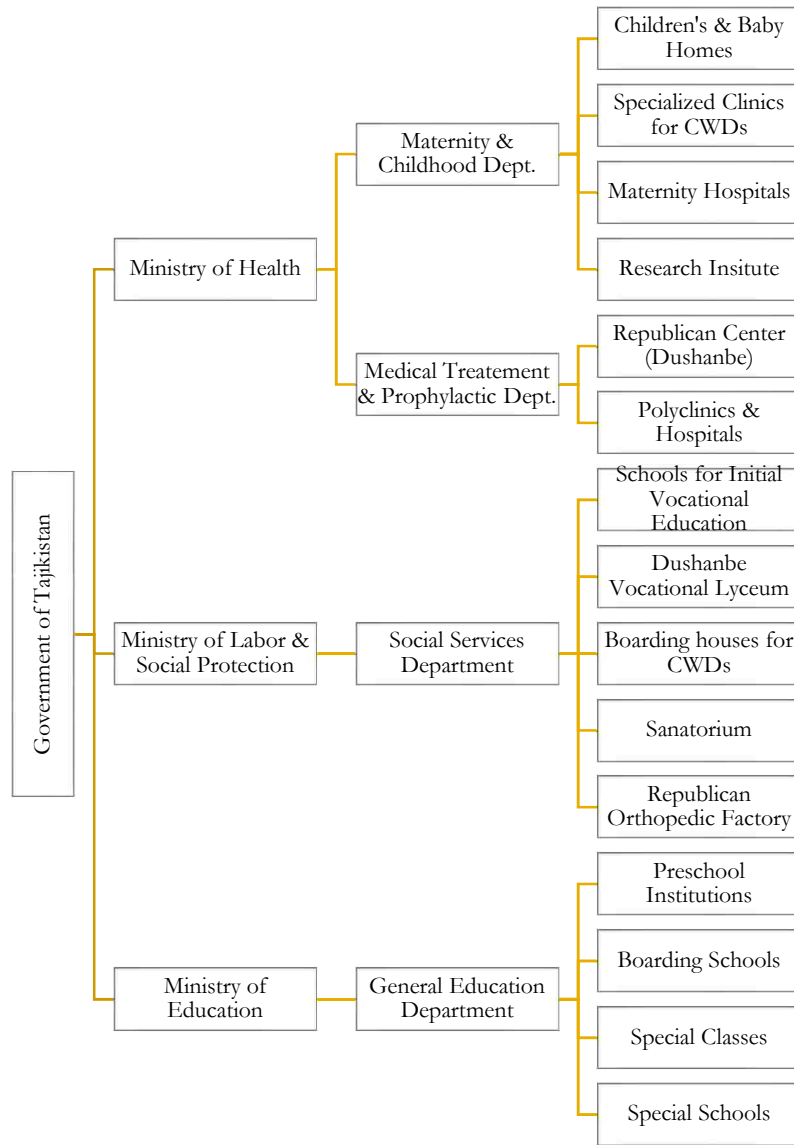 Government of Tajikistan
Ministry of Health
Maternity &
Childhood Dept.
Children's & Baby
Homes
Specialized Clinics
for CWDs
Maternity Hospitals
Research Insitute
Medical Treatement
& Prophylactic Dept.
Republican Center
(Dushanbe)
Polyclinics &
Hospitals
Ministry of Labor &
Social Protection
Social Services
Department
Schools for Initial
Vocational
Education
Dushanbe
Vocational Lyceum
Boarding houses for
CWDs
Sanatorium
Republican
Orthopedic Factory
Ministry of
Education
General Education
Department
Preschool
Institutions
Boarding Schools
Special Classes
Special Schools